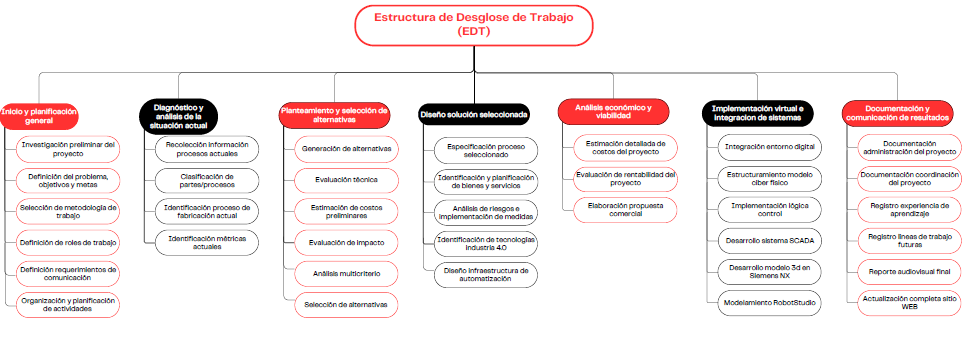 Estructura de Desglose de Trabajo
(EDT)
Inicio y planificación
general
Investigación preliminar del
proyecto
Definición del problema,
objetivos y metas
Selección de metodología de
trabajo
Definición de roles de trabajo
Definición requerimientos de
comunicación
Organización y planificación
de actividades
Diagnóstico y
análisis de la
situación actual
Recolección información
procesos actuales
Clasificación de
partes/procesos
Identificación proceso de
fabricación actual
Identificación métricas
actuales
Planteamiento y selección de
alternativas
Generación de alternativas
Evaluación técnica
Estimación de costos
preliminares
Evaluación de impacto
Análisis multicriterio
Selección de alternativas
Diseño solución seleccionada
Especificación proceso
seleccionado
Identificación y planificación
de bienes y servicios
Análisis de riesgos e
implementación de medidas
Identificación de tecnologías
industria 4.0
Diseño infraestructura de
automatización
Análisis económico y
viabilidad
Estimación detallada de
costos del proyecto
Evaluación de rentabilidad del
proyecto
Elaboración propuesta
comercial
Implementación virtual e
integracion de sistemas
Integración entorno digital
Estructuramiento modelo
ciber físico
Implementación lógica
control
Desarrollo sistema SCADA
Desarrollo modelo 3d en
Siemens NX
Modelamiento RobotStudio
Documentación y
comunicación de resultados
Documentación
administración del proyecto
Documentación coordinación
del proyecto
Registro experiencia de
aprendizaje
Registro líneas de trabajo
futuras
Reporte audiovisual final
Actualización completa sitio
WEB